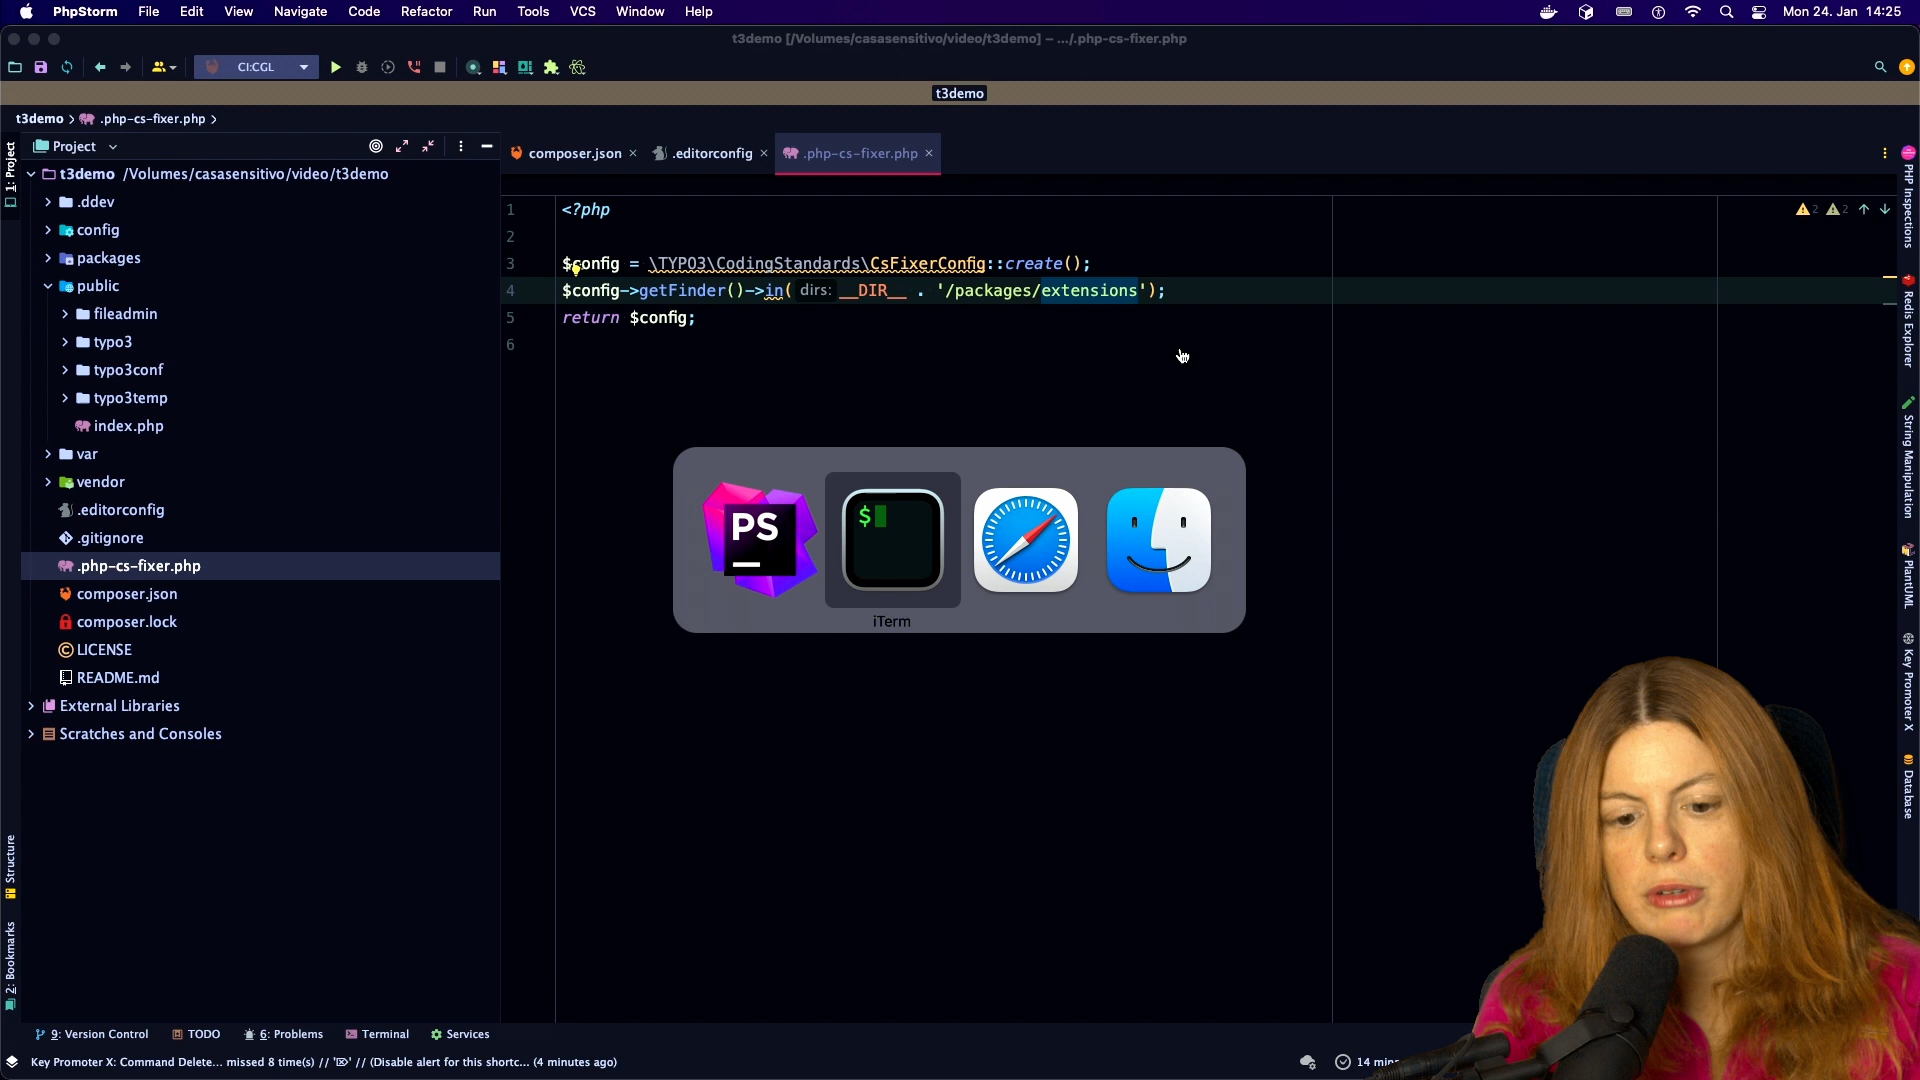 PhpStorm File Edit View Navigate Code Refactor Run Tools VCS Window Help Mon 24. Jan 14:25
t3demo [/Volumes/casasensitivo/video/t3demo] – .../.php-cs-fixer.php
CI:CGL
t3demo
t3demo .php-cs-fixer.php
1: Project
Project
t3demo /Volumes/casasensitivo/video/t3demo
.ddev
config
packages
public
fileadmin
typo3
typo3conf
typo3temp
index.php
var
vendor
.editorconfig
.gitignore
.php-cs-fixer.php
composer.json
composer.lock
LICENSE
README.md
External Libraries
Scratches and Consoles
Structure
2: Bookmarks
composer.json .editorconfig .php-cs-fixer.php
2 2
1 <?php
2
3 $config = \TYPO3\CodingStandards\CsFixerConfig::create();
4 $config->getFinder()->in( dirs: __DIR__ . '/packages/extensions');
5 return $config;
6
PS
$
iTerm
PHP Inspections
Redis Explorer
String Manipulation
PlantUML
Key Promoter X
Database
9: Version Control TODO 6: Problems Terminal Services
Key Promoter X: Command Delete... missed 8 time(s) // '⌦' // (Disable alert for this shortc... (4 minutes ago) 14 mins